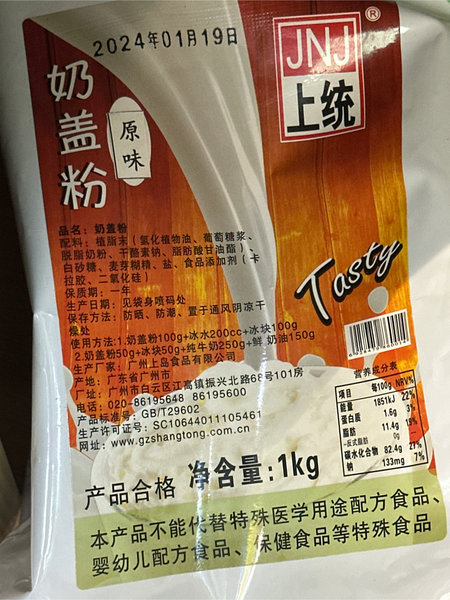 2024年01月19日
JNJ®
上统
奶盖粉
原味
Tasty
品名：奶盖粉
配料：植脂末（氢化植物油、葡萄糖浆、
脱脂奶粉、干酪素钠、脂肪酸甘油酯）、
白砂糖、麦芽糊精、盐、食品添加剂（卡
拉胶、二氧化硅）
保质期：一年
生产日期：见袋身喷码处
保存方法：防晒、防潮、置于通风阴凉干
燥处
使用方法：1.奶盖粉100g+冰水200cc+冰块100g
2.奶盖粉50g+冰块50g+纯牛奶250g+鲜奶油150g
生产厂家：广州上岛食品有限公司
产地：广东省广州市
厂址：广州市白云区江高镇振兴北路68号101房
电话：020-86195648 86195600
产品标准号：GB/T29602
生产许可证号：SC10644011105461
网址：www.gzshangtong.com.cn
营养成分表
项目 每100g NRV%
能量 1851kJ 22%
蛋白质 1.6g 3%
脂肪 11.4g 19%
-反式脂肪 0g
碳水化合物 82.4g 27%
钠 133mg 7%
产品合格 净含量:1kg
本产品不能代替特殊医学用途配方食品、
婴幼儿配方食品、保健食品等特殊食品